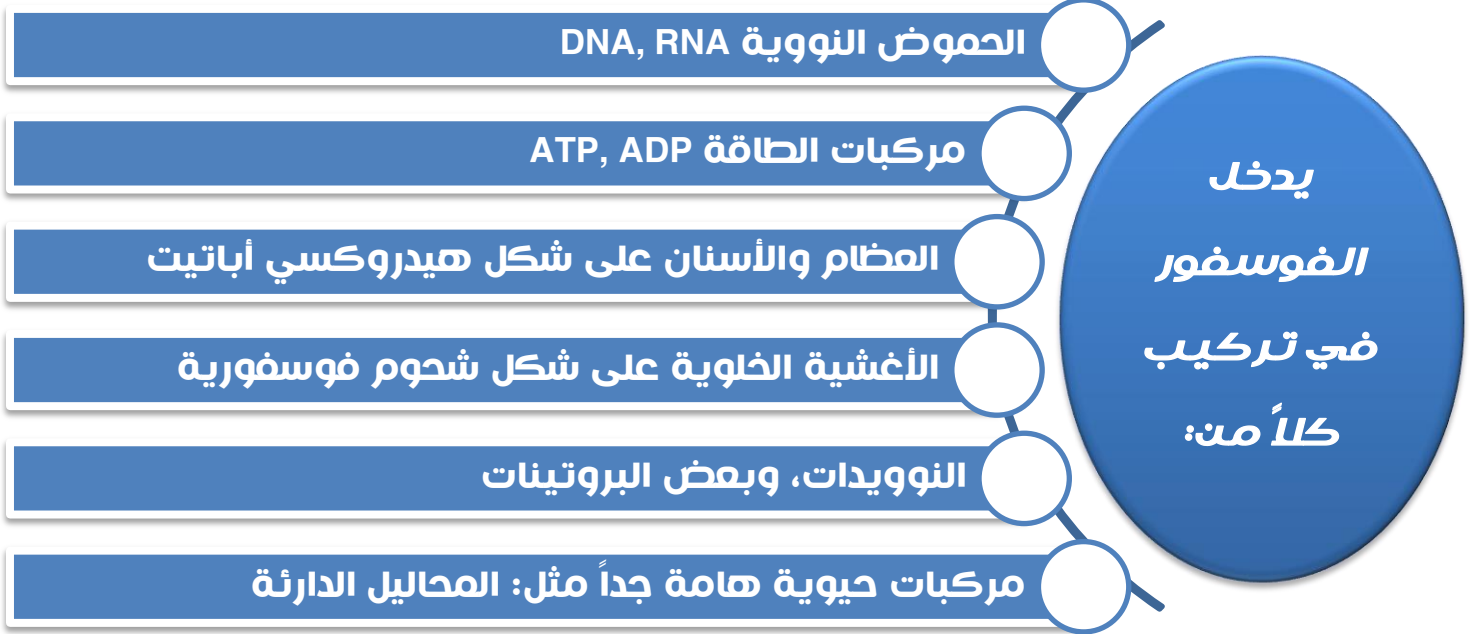 يدخل
الفوسفور
في تركيب
كلاً من:
الحموض النووية DNA, RNA
مركبات الطاقة ATP, ADP
العظام والأسنان على شكل هيدروكسي أباتيت
الأغشية الخلوية على شكل شحوم فوسفورية
النوويدات، وبعض البروتينات
مركبات حيوية هامة جداً مثل: المحاليل الدارئة